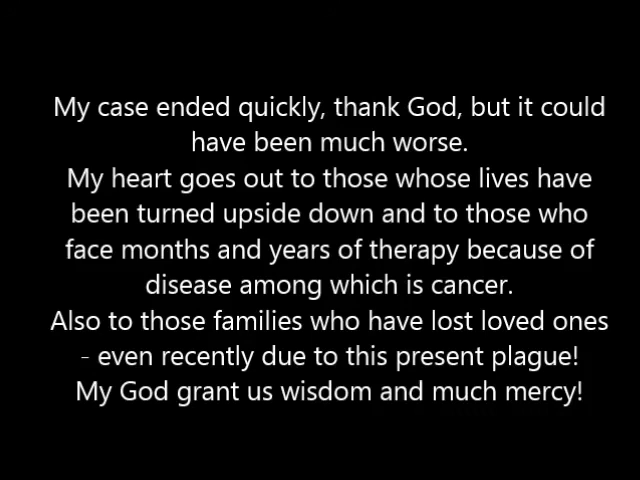 My case ended quickly, thank God, but it could
have been much worse.
My heart goes out to those whose lives have
been turned upside down and to those who
face months and years of therapy because of
disease among which is cancer.
Also to those families who have lost loved ones
- even recently due to this present plague!
My God grant us wisdom and much mercy!